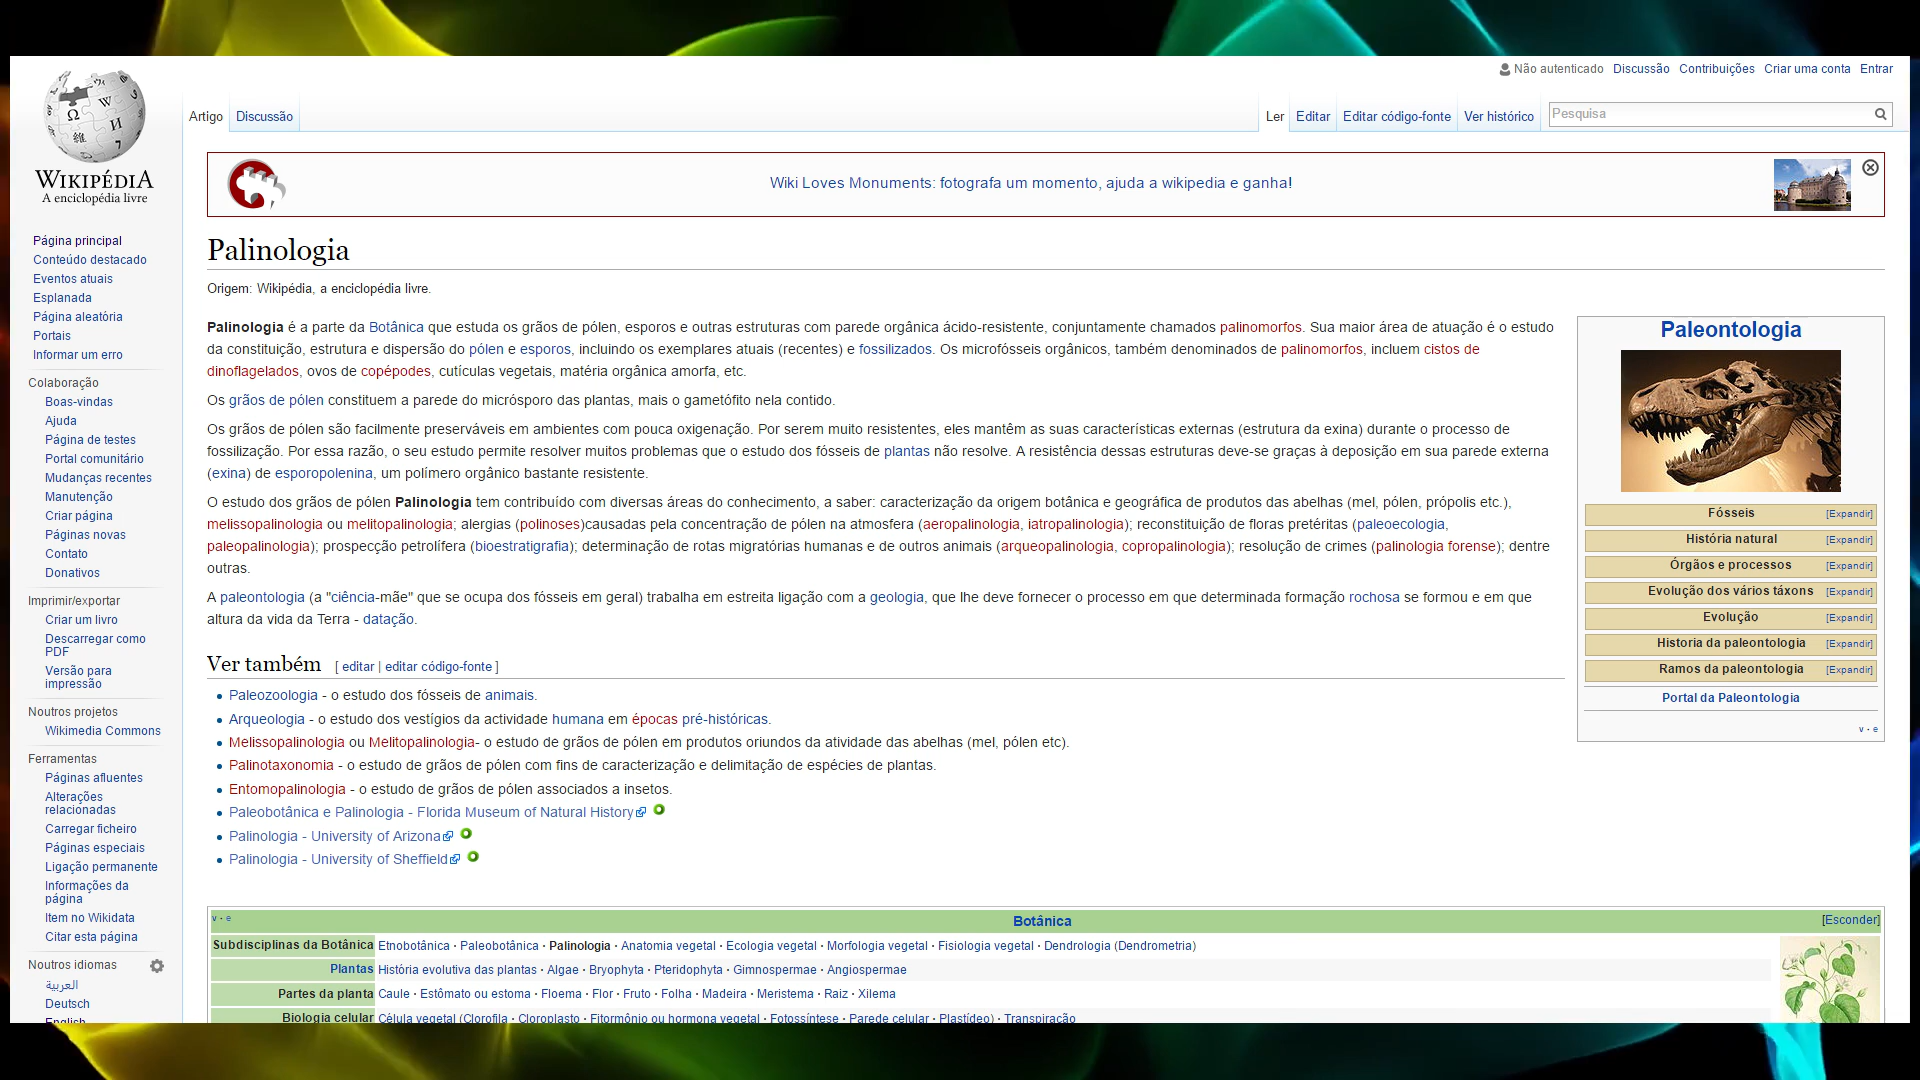 Não autenticado Discussão Contribuições Criar uma conta Entrar
Artigo Discussão Ler Editar Editar código-fonte Ver histórico Pesquisa
WIKIPÉDIA
A enciclopédia livre
Página principal
Conteúdo destacado
Eventos atuais
Esplanada
Página aleatória
Portais
Informar um erro
Colaboração
Boas-vindas
Ajuda
Página de testes
Portal comunitário
Mudanças recentes
Manutenção
Criar página
Páginas novas
Contato
Donativos
Imprimir/exportar
Criar um livro
Descarregar como
PDF
Versão para
impressão
Noutros projetos
Wikimedia Commons
Ferramentas
Páginas afluentes
Alterações
relacionadas
Carregar ficheiro
Páginas especiais
Ligação permanente
Informações da
página
Item no Wikidata
Citar esta página
Noutros idiomas
العربية
Deutsch
English
Wiki Loves Monuments: fotografa um momento, ajuda a wikipedia e ganha!
Palinologia
Origem: Wikipédia, a enciclopédia livre.
Palinologia é a parte da Botânica que estuda os grãos de pólen, esporos e outras estruturas com parede orgânica ácido-resistente, conjuntamente chamados palinomorfos. Sua maior área de atuação é o estudo
da constituição, estrutura e dispersão do pólen e esporos, incluindo os exemplares atuais (recentes) e fossilizados. Os microfósseis orgânicos, também denominados de palinomorfos, incluem cistos de
dinoflagelados, ovos de copépodes, cutículas vegetais, matéria orgânica amorfa, etc.
Os grãos de pólen constituem a parede do micrósporo das plantas, mais o gametófito nela contido.
Os grãos de pólen são facilmente preserváveis em ambientes com pouca oxigenação. Por serem muito resistentes, eles mantêm as suas características externas (estrutura da exina) durante o processo de
fossilização. Por essa razão, o seu estudo permite resolver muitos problemas que o estudo dos fósseis de plantas não resolve. A resistência dessas estruturas deve-se graças à deposição em sua parede externa
(exina) de esporopolenina, um polímero orgânico bastante resistente.
O estudo dos grãos de pólen Palinologia tem contribuído com diversas áreas do conhecimento, a saber: caracterização da origem botânica e geográfica de produtos das abelhas (mel, pólen, própolis etc.),
melissopalinologia ou melitopalinologia; alergias (polinoses)causadas pela concentração de pólen na atmosfera (aeropalinologia, iatropalinologia); reconstituição de floras pretéritas (paleoecologia,
paleopalinologia); prospecção petrolífera (bioestratigrafia); determinação de rotas migratórias humanas e de outros animais (arqueopalinologia, copropalinologia); resolução de crimes (palinologia forense); dentre
outras.
A paleontologia (a "ciência-mãe" que se ocupa dos fósseis em geral) trabalha em estreita ligação com a geologia, que lhe deve fornecer o processo em que determinada formação rochosa se formou e em que
altura da vida da Terra - datação.
Ver também [ editar | editar código-fonte ]
Paleozoologia - o estudo dos fósseis de animais.
Arqueologia - o estudo dos vestígios da actividade humana em épocas pré-históricas.
Melissopalinologia ou Melitopalinologia- o estudo de grãos de pólen em produtos oriundos da atividade das abelhas (mel, pólen etc).
Palinotaxonomia - o estudo de grãos de pólen com fins de caracterização e delimitação de espécies de plantas.
Entomopalinologia - o estudo de grãos de pólen associados a insetos.
Paleobotânica e Palinologia - Florida Museum of Natural History
Palinologia - University of Arizona
Palinologia - University of Sheffield
Paleontologia
Fósseis [Expandir]
História natural [Expandir]
Órgãos e processos [Expandir]
Evolução dos vários táxons [Expandir]
Evolução [Expandir]
Historia da paleontologia [Expandir]
Ramos da paleontologia [Expandir]
Portal da Paleontologia
v • e
v • e Botânica [Esconder]
Subdisciplinas da Botânica Etnobotânica · Paleobotânica · Palinologia · Anatomia vegetal · Ecologia vegetal · Morfologia vegetal · Fisiologia vegetal · Dendrologia (Dendrometria)
Plantas História evolutiva das plantas · Algae · Bryophyta · Pteridophyta · Gimnospermae · Angiospermae
Partes da planta Caule · Estômato ou estoma · Floema · Flor · Fruto · Folha · Madeira · Meristema · Raiz · Xilema
Biologia celular Célula vegetal (Clorofila · Cloroplasto · Fitormônio ou hormona vegetal · Fotossíntese · Parede celular · Plastídeo) · Transpiração